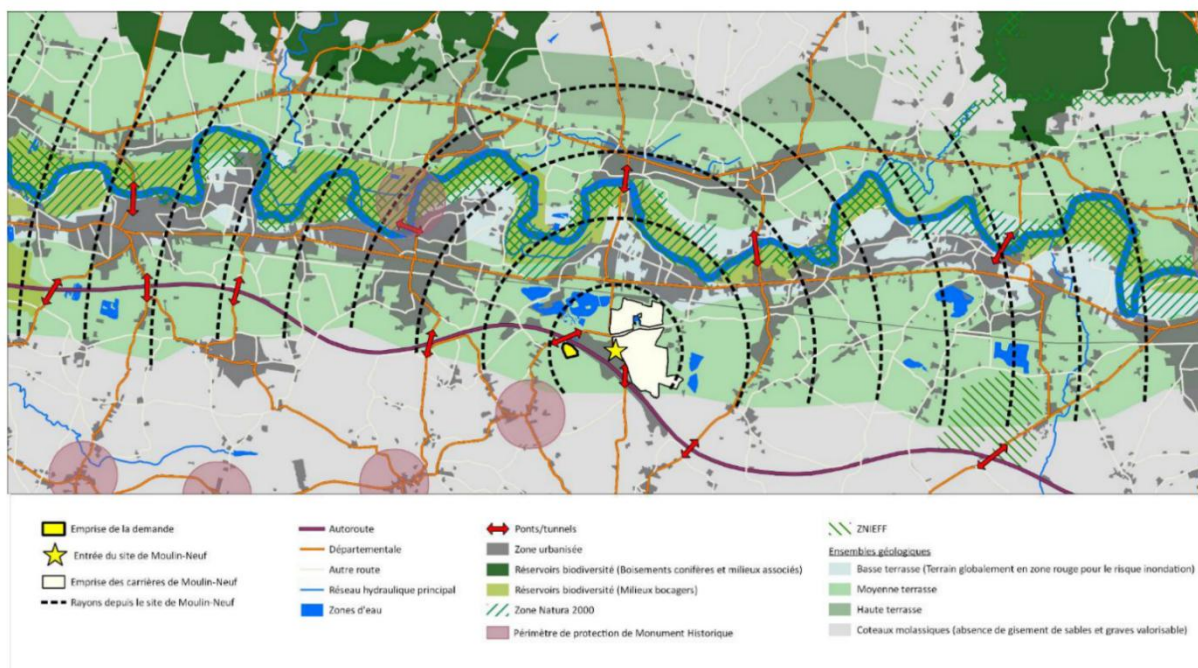 Emprise de la demande
Entrée du site de Moulin-Neuf
Emprise des carrières de Moulin-Neuf
Rayons depuis le site de Moulin-Neuf
Autoroute
Départementale
Autre route
Réseau hydraulique principal
Zones d'eau
Ponts/tunnels
Zone urbanisée
Réservoirs biodiversité (Boisements conifères et milieux associés)
Réservoirs biodiversité (Milieux bocagers)
Zone Natura 2000
Périmètre de protection de Monument Historique
ZNIEFF
Ensembles géologiques
Basse terrasse (Terrain globalement en zone rouge pour le risque inondation)
Moyenne terrasse
Haute terrasse
Coteaux molassiques (absence de gisement de sables et graves valorisable)